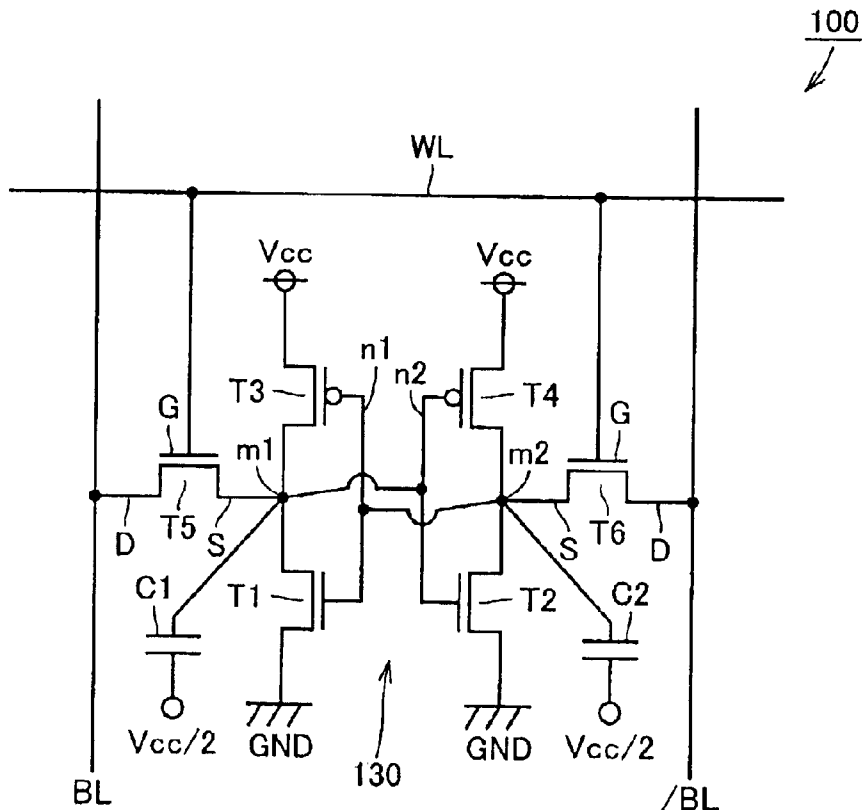 100
WL
Vcc
Vcc
n1
n2
T3
T4
G
G
m1
m2
D
T5
S
S
T6
D
C1
T1
T2
C2
Vcc/2
GND
GND
Vcc/2
130
BL
/BL